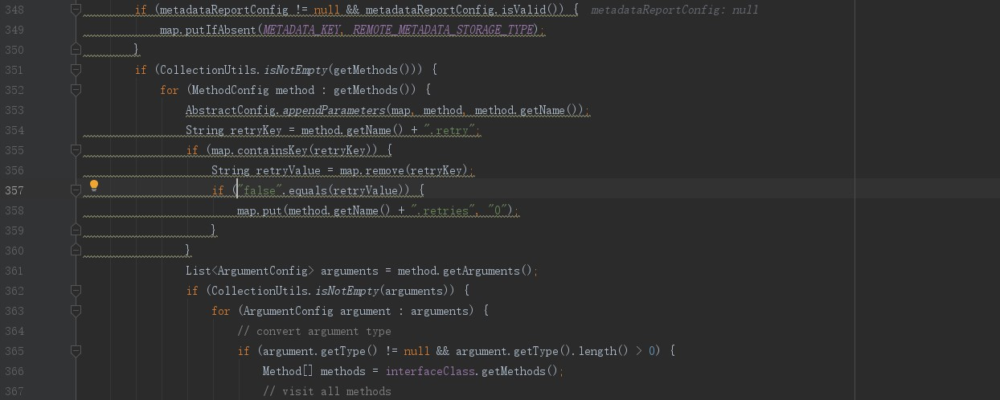 348 if (metadataReportConfig != null && metadataReportConfig.isValid()) { metadataReportConfig: null
349 map.putIfAbsent(METADATA_KEY, REMOTE_METADATA_STORAGE_TYPE);
350 }
351 if (CollectionUtils.isNotEmpty(getMethods())) {
352 for (MethodConfig method : getMethods()) {
353 AbstractConfig.appendParameters(map, method, method.getName());
354 String retryKey = method.getName() + ".retry";
355 if (map.containsKey(retryKey)) {
356 String retryValue = map.remove(retryKey);
357 if ("false".equals(retryValue)) {
358 map.put(method.getName() + ".retries", "0");
359 }
360 }
361 List<ArgumentConfig> arguments = method.getArguments();
362 if (CollectionUtils.isNotEmpty(arguments)) {
363 for (ArgumentConfig argument : arguments) {
364 // convert argument type
365 if (argument.getType() != null && argument.getType().length() > 0) {
366 Method[] methods = interfaceClass.getMethods();
367 // visit all methods